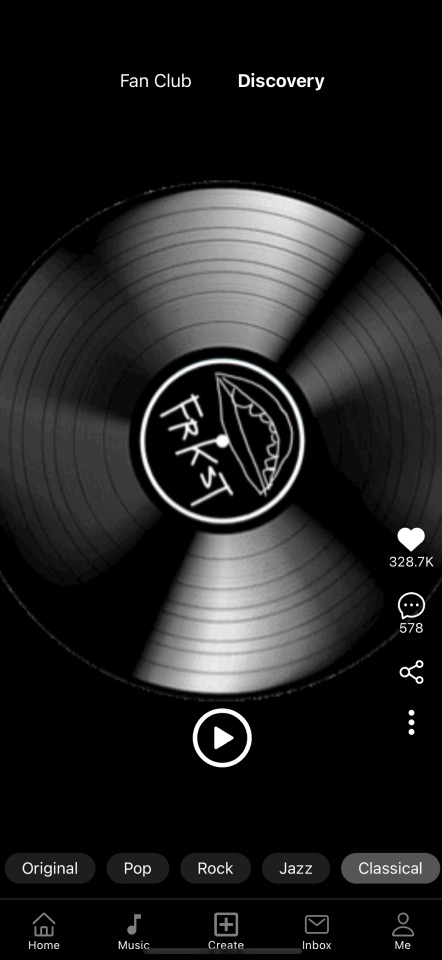 Fan Club Discovery
FRKST
328.7K
578
Original Pop Rock Jazz Classical
Home Music Create Inbox Me